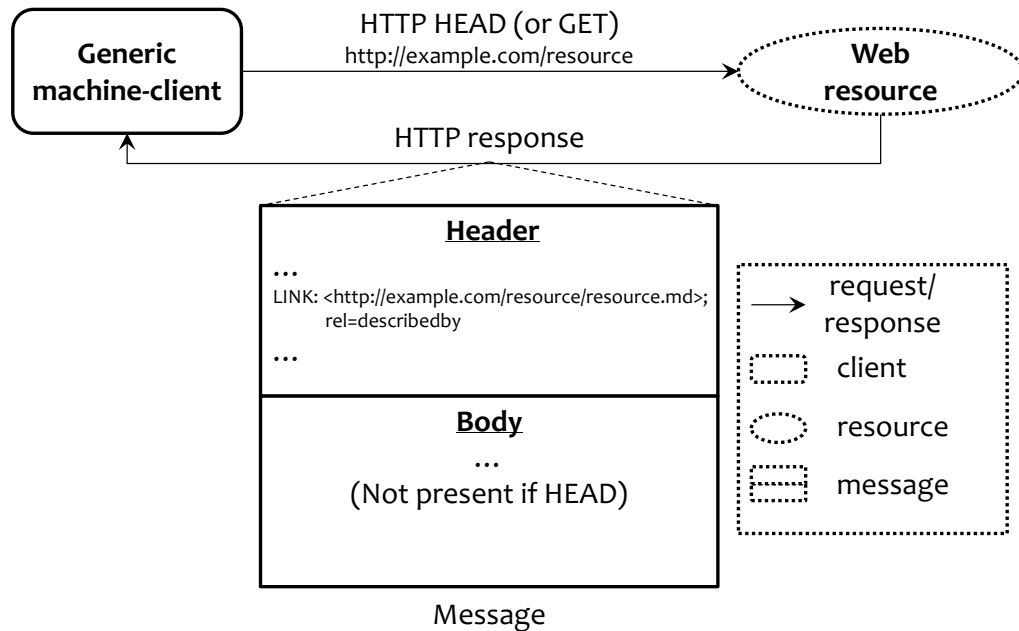 Generic
machine-client
HTTP HEAD (or GET)
http://example.com/resource
Web
resource
HTTP response
Header
...
LINK: <http://example.com/resource/resource.md>;
rel=describedby
...
Body
...
(Not present if HEAD)
Message
request/
response
client
resource
message